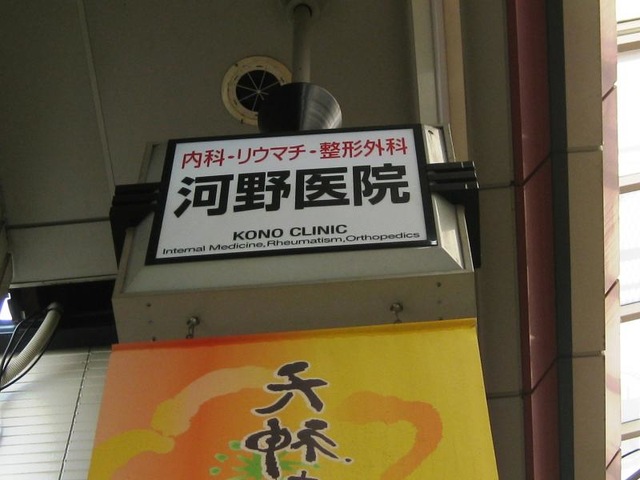 内科-リウマチ-整形外科
河野医院
KONO CLINIC
Internal Medicine,Rheumatism,Orthopedics
天神